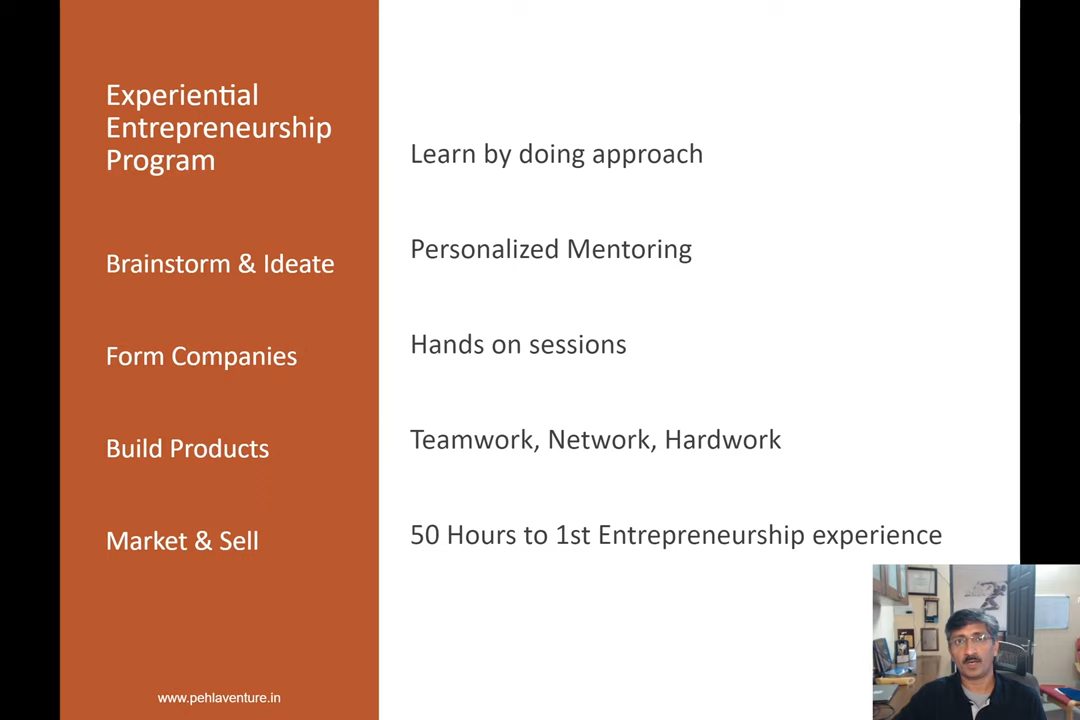 Experiential
Entrepreneurship
Program
Brainstorm & Ideate
Form Companies
Build Products
Market & Sell
www.pehlaventure.in
Learn by doing approach
Personalized Mentoring
Hands on sessions
Teamwork, Network, Hardwork
50 Hours to 1st Entrepreneurship experience